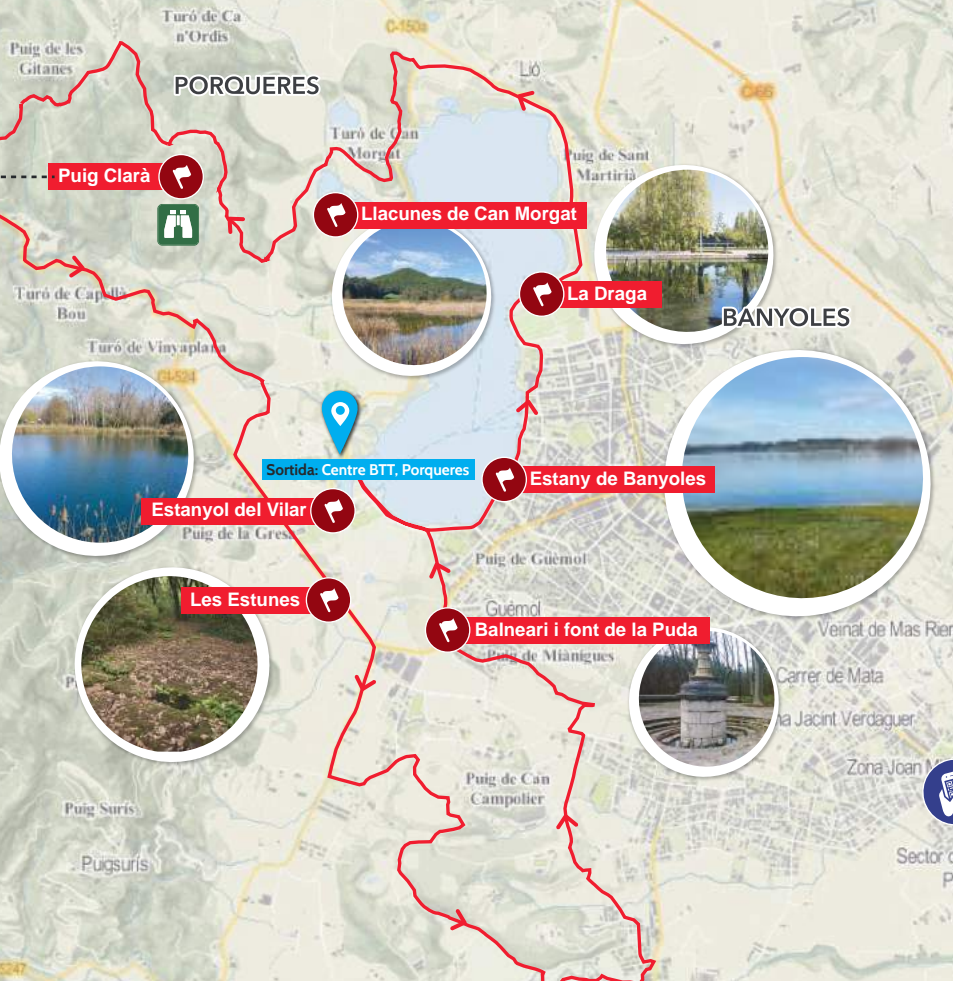 Turó de Ca
n'Ordis
C-150a
Puig de les
Gitanes
PORQUERES
Lió
C-66
Turó de Can
Morgat
Puig de Sant
Martirià
Puig Clarà
Llacunes de Can Morgat
La Draga
Turó de Capellà
Bou
BANYOLES
Turó de Vinyaplana
GI-524
Sortida: Centre BTT, Porqueres
Estany de Banyoles
Estanyol del Vilar
Puig de la Gresa
Puig de Guèmol
Les Estunes
Guèmol
Balneari i font de la Puda
Veïnat de Mas Rier
Puig de Miànigues
Carrer de Mata
na Jacint Verdaguer
Zona Joan M
Puig de Can
Campolier
Puig Surís
Puigsurís
Sector
P
5247